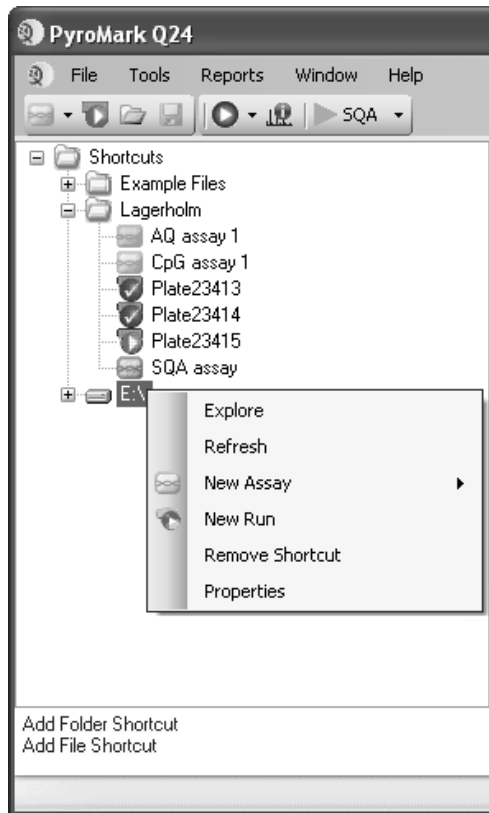 PyroMark Q24
File Tools Reports Window Help
SQA
Shortcuts
Example Files
Lagerholm
AQ assay 1
CpG assay 1
Plate23413
Plate23414
Plate23415
SQA assay
E:\
Explore
Refresh
New Assay
New Run
Remove Shortcut
Properties
Add Folder Shortcut
Add File Shortcut